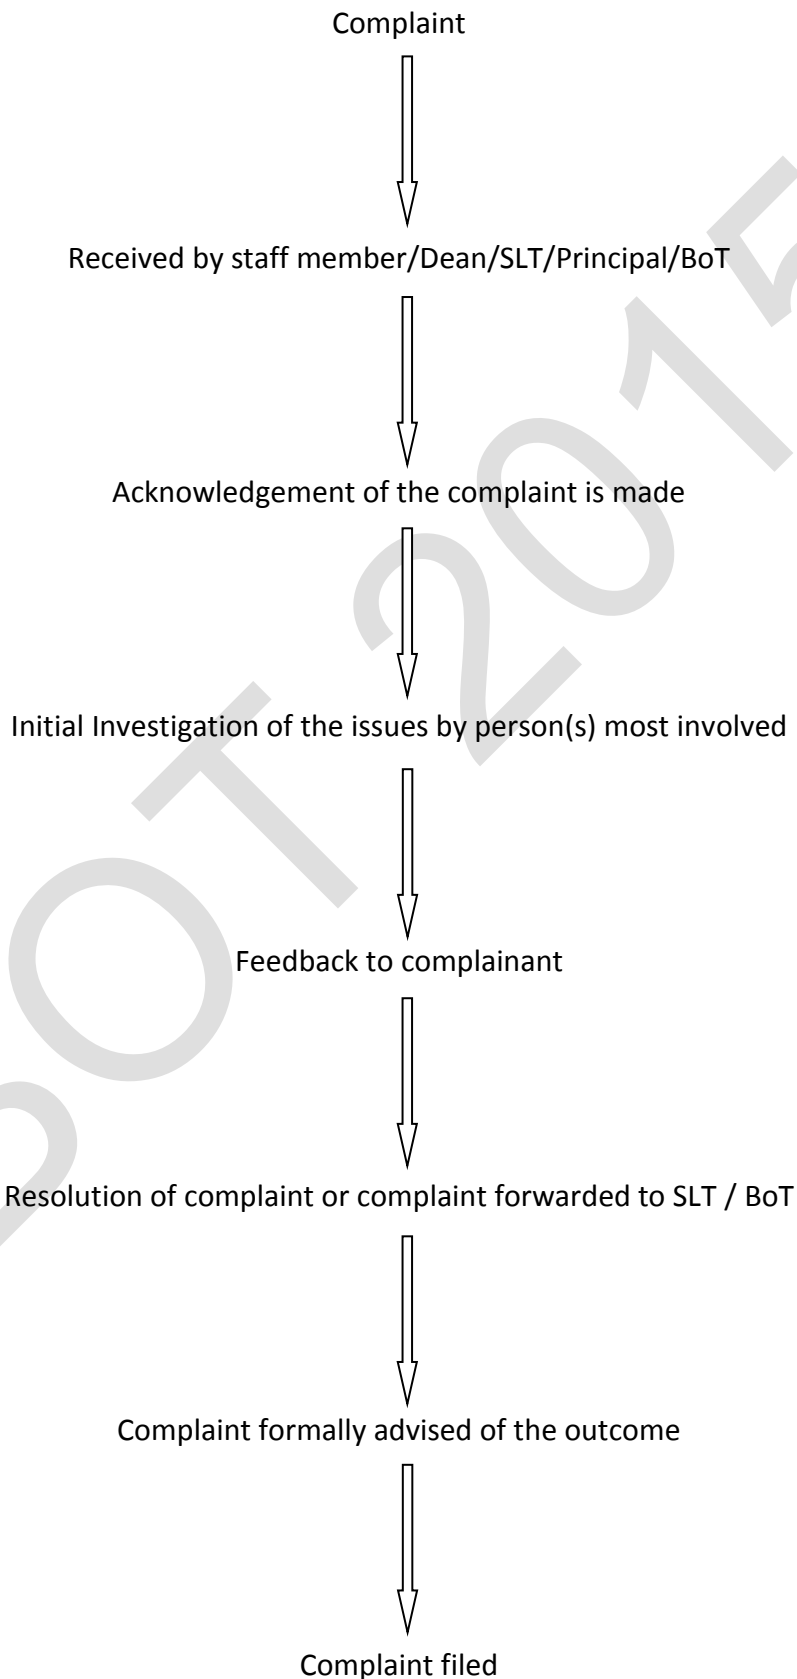 Complaint
Received by staff member/Dean/SLT/Principal/BoT
Acknowledgement of the complaint is made
Initial Investigation of the issues by person(s) most involved
Feedback to complainant
Resolution of complaint or complaint forwarded to SLT / BoT
Complaint formally advised of the outcome
Complaint filed
BOT 2015